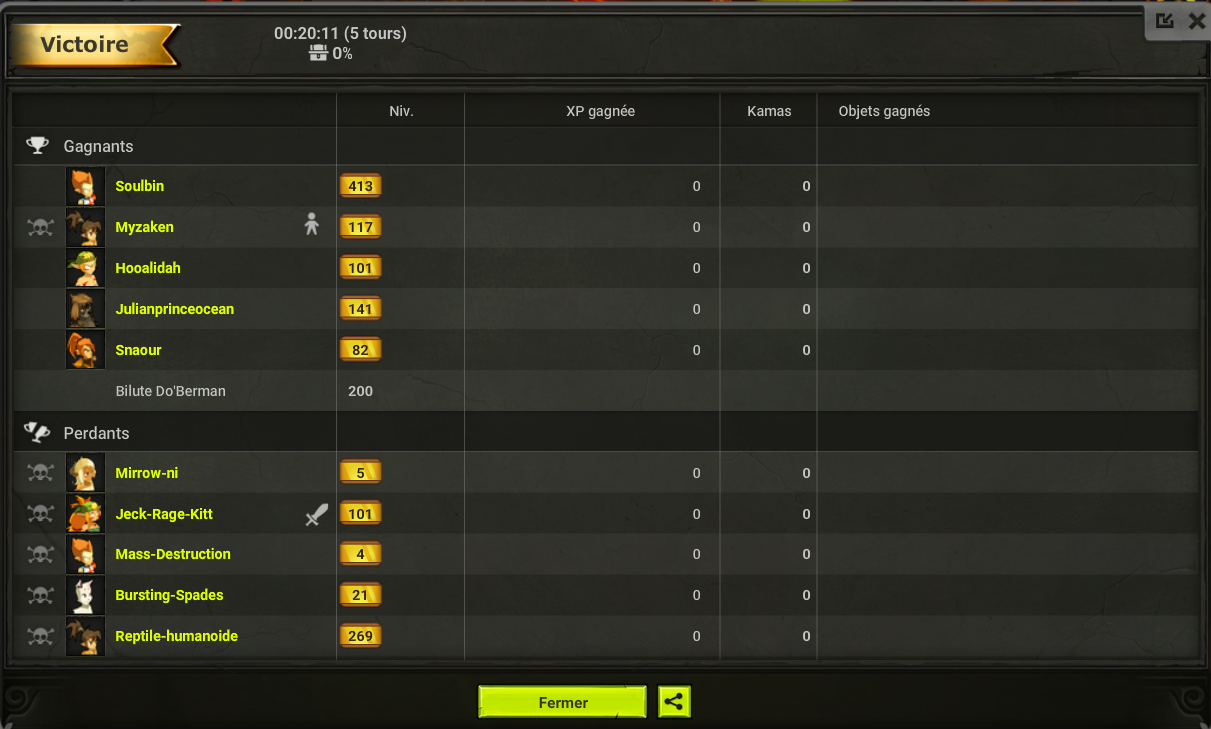 Victoire
00:20:11 (5 tours)
0%
Niv. XP gagnée Kamas Objets gagnés
Gagnants
Soulbin 413 0 0
Myzaken 117 0 0
Hooalidah 101 0 0
Julianprinceocean 141 0 0
Snaour 82 0 0
Bilute Do'Berman 200
Perdants
Mirrow-ni 5 0 0
Jeck-Rage-Kitt 101 0 0
Mass-Destruction 4 0 0
Bursting-Spades 21 0 0
Reptile-humanoide 269 0 0
Fermer